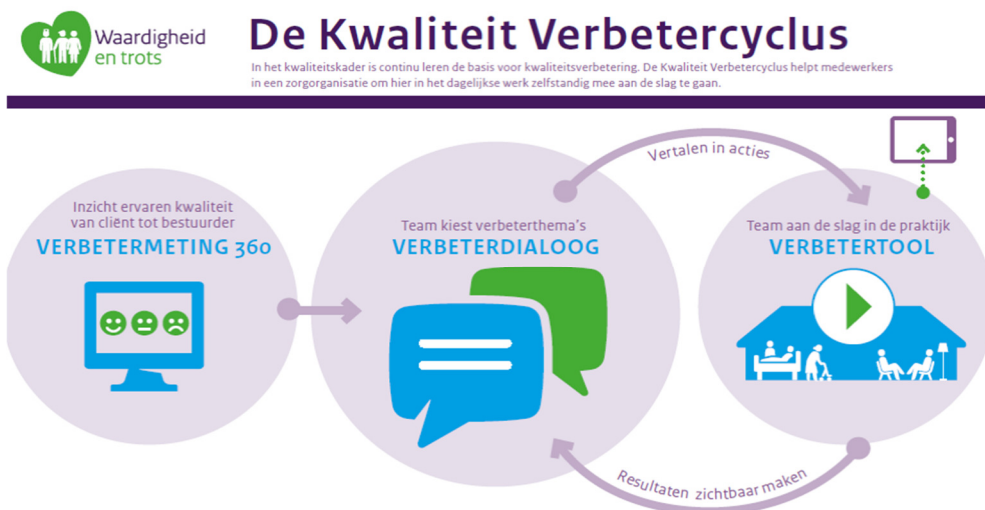 Waardigheid
en trots
De Kwaliteit Verbetercyclus
In het kwaliteitskader is continu leren de basis voor kwaliteitsverbetering. De Kwaliteit Verbetercyclus helpt medewerkers
in een zorgorganisatie om hier in het dagelijkse werk zelfstandig mee aan de slag te gaan.
Inzicht ervaren kwaliteit
van cliënt tot bestuurder
VERBETERMETING 360
Team kiest verbeterthema's
VERBETERDIALOOG
Vertalen in acties
Team aan de slag in de praktijk
VERBETERTOOL
Resultaten zichtbaar maken